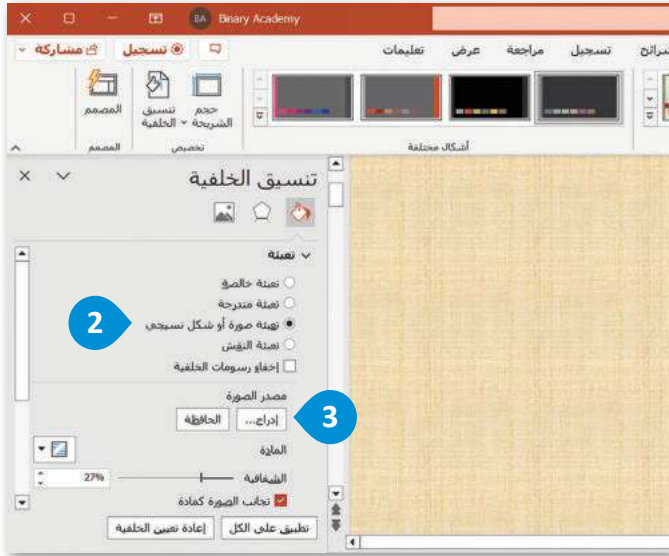 BA Binary Academy
شرائح تسجيل مراجعة عرض تعليمات
تسجيل مشاركة
حجم الشريحة
تنسيق الخلفية
المصمم
أشكال مختلفة
تخصيص
المصمم
تنسيق الخلفية
تعبئة
تعبئة خالصة
تعبئة متدرجة
2
تعبئة صورة أو شكل نسيجي
تعبئة النقش
إخفاء رسومات الخلفية
مصدر الصورة
إدراج... الحافظة
3
المادة
الشفافية 27%
تجانب الصورة كمادة
تطبيق على الكل إعادة تعيين الخلفية